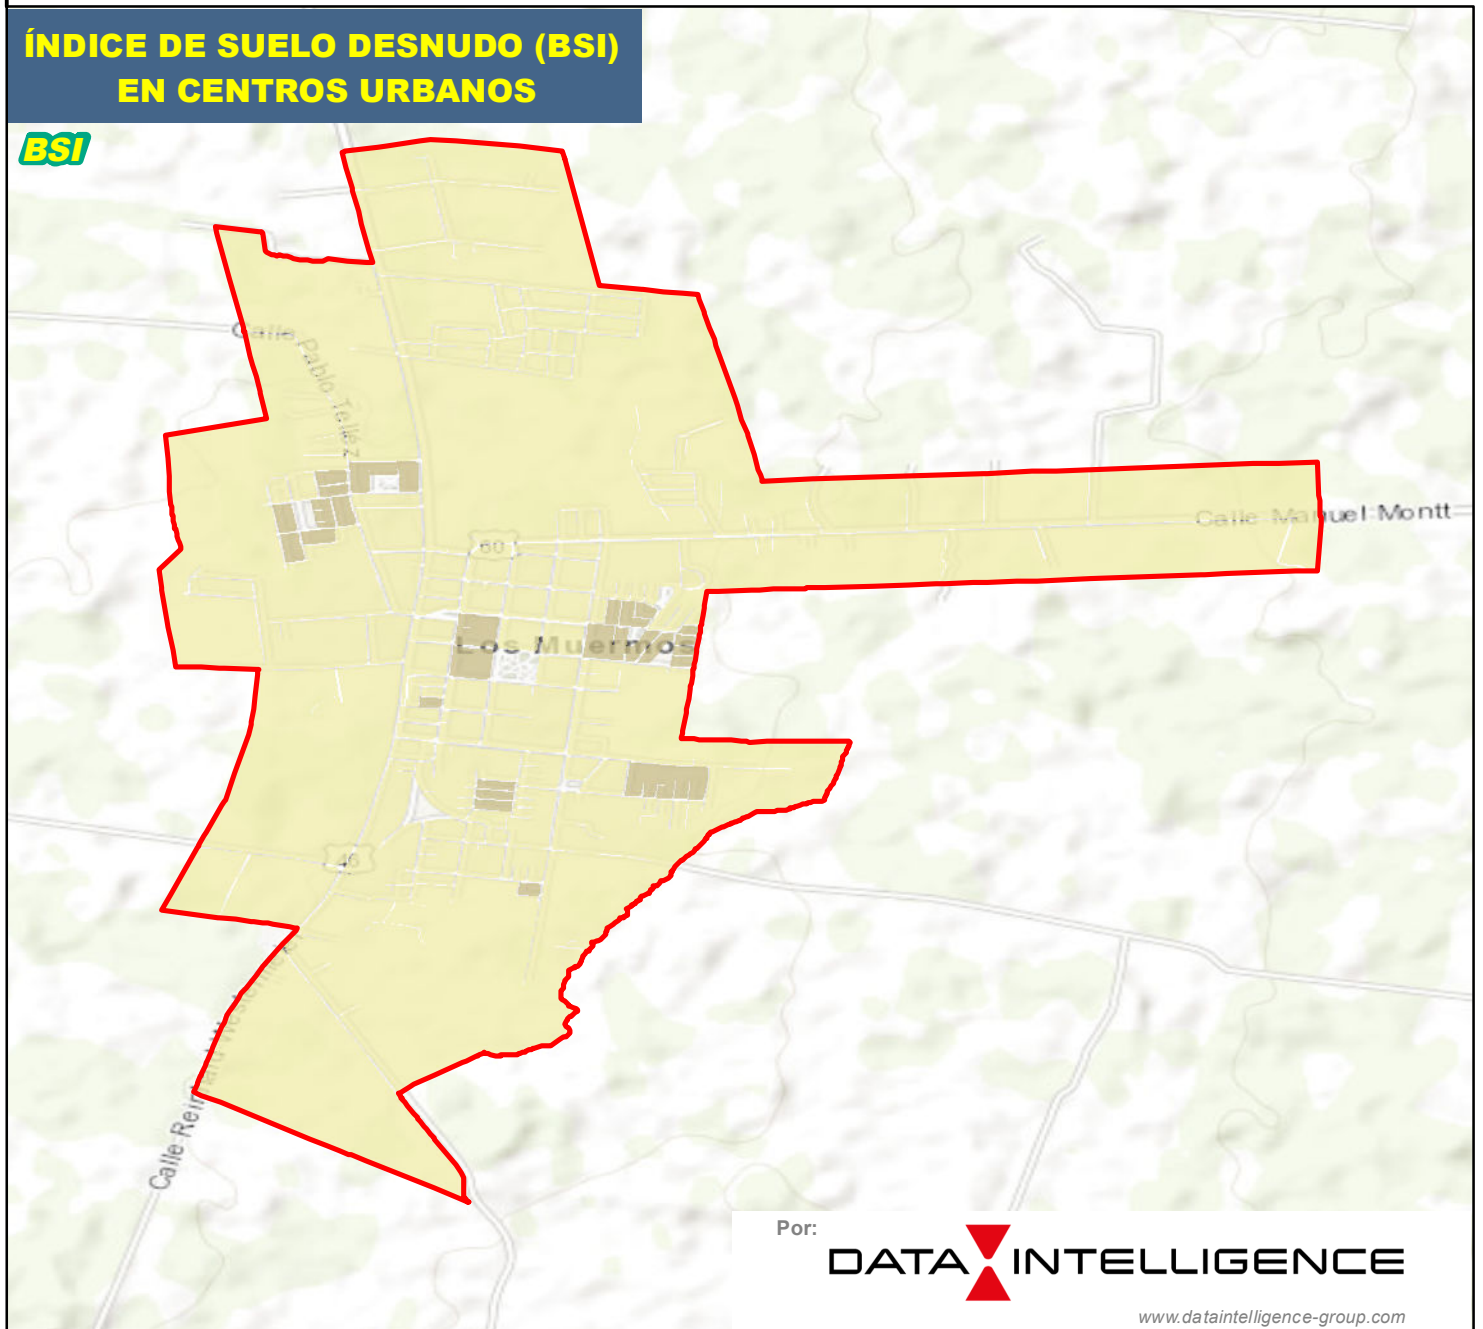 ÍNDICE DE SUELO DESNUDO (BSI)
EN CENTROS URBANOS
BSI
Calle Pablo Tellez
60
Calle Manuel Montt
Los Muermos
46
Calle Rein
Por:
DATA INTELLIGENCE
www.dataintelligence-group.com